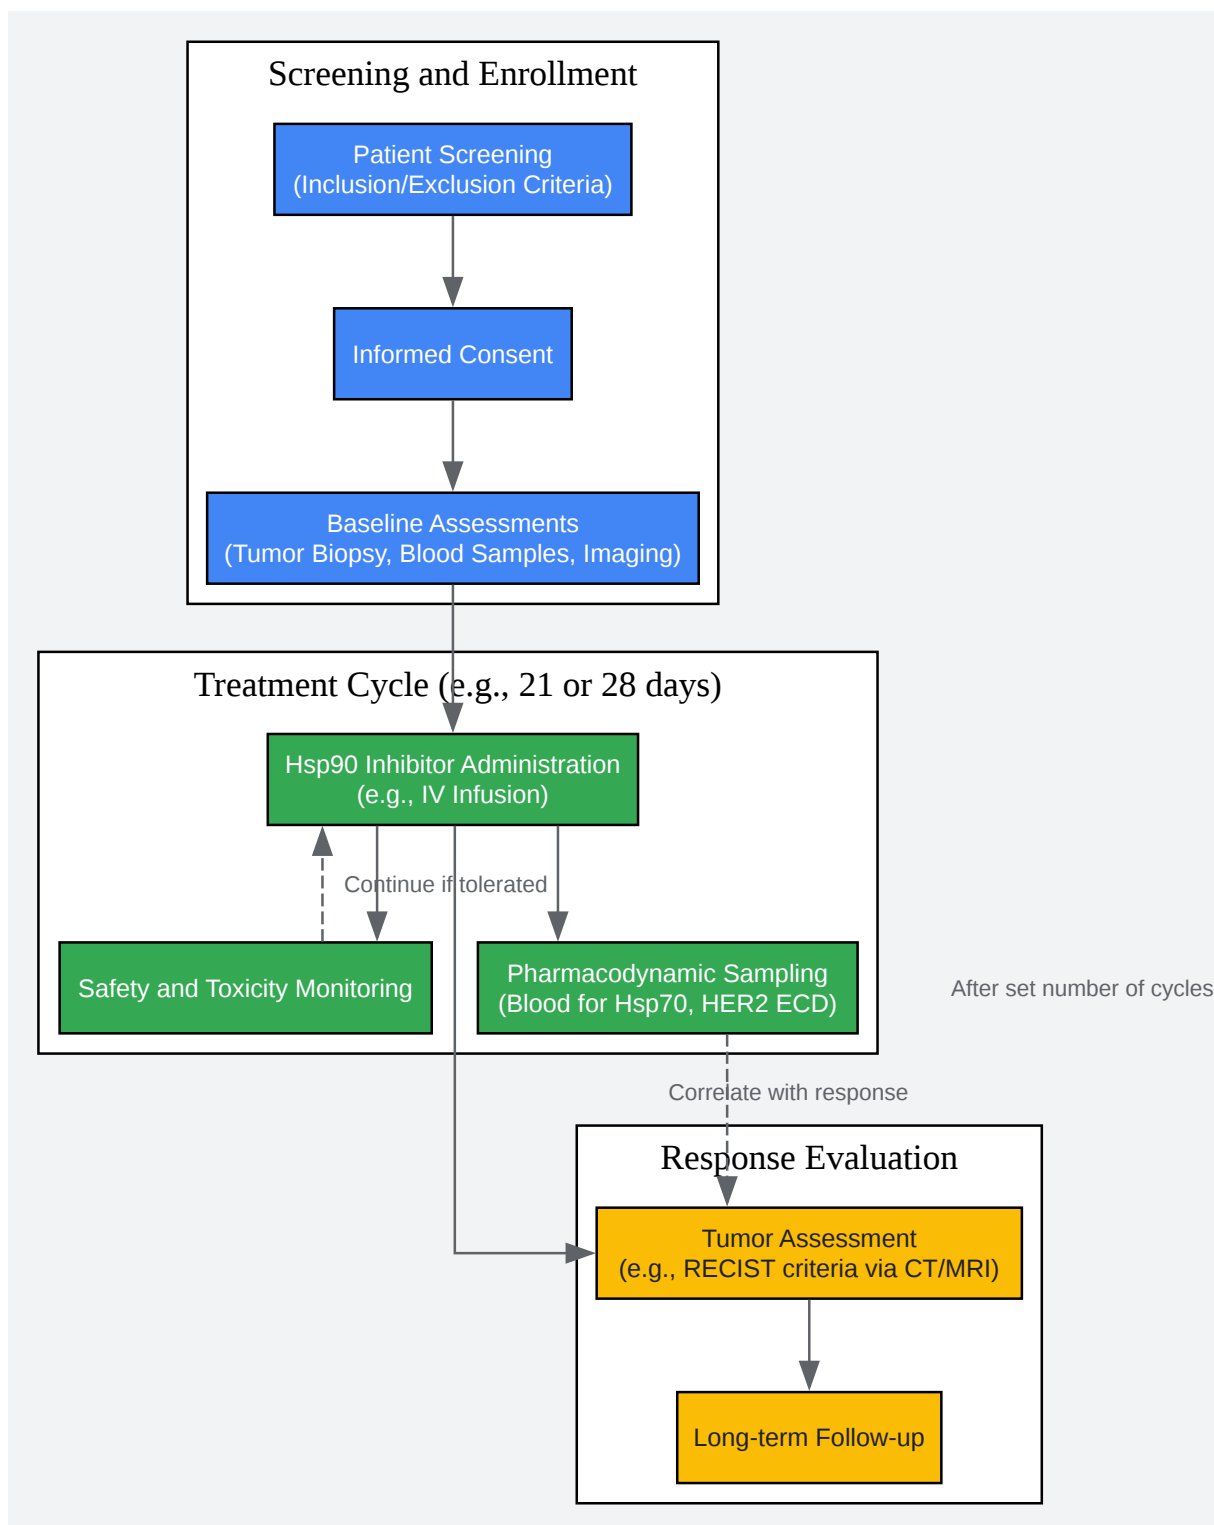 Screening and Enrollment
Patient Screening
(Inclusion/Exclusion Criteria)
Informed Consent
Baseline Assessments
(Tumor Biopsy, Blood Samples, Imaging)
Treatment Cycle (e.g., 21 or 28 days)
Hsp90 Inhibitor Administration
(e.g., IV Infusion)
Continue if tolerated
Safety and Toxicity Monitoring
Pharmacodynamic Sampling
(Blood for Hsp70, HER2 ECD)
After set number of cycles
Correlate with response
Response Evaluation
Tumor Assessment
(e.g., RECIST criteria via CT/MRI)
Long-term Follow-up